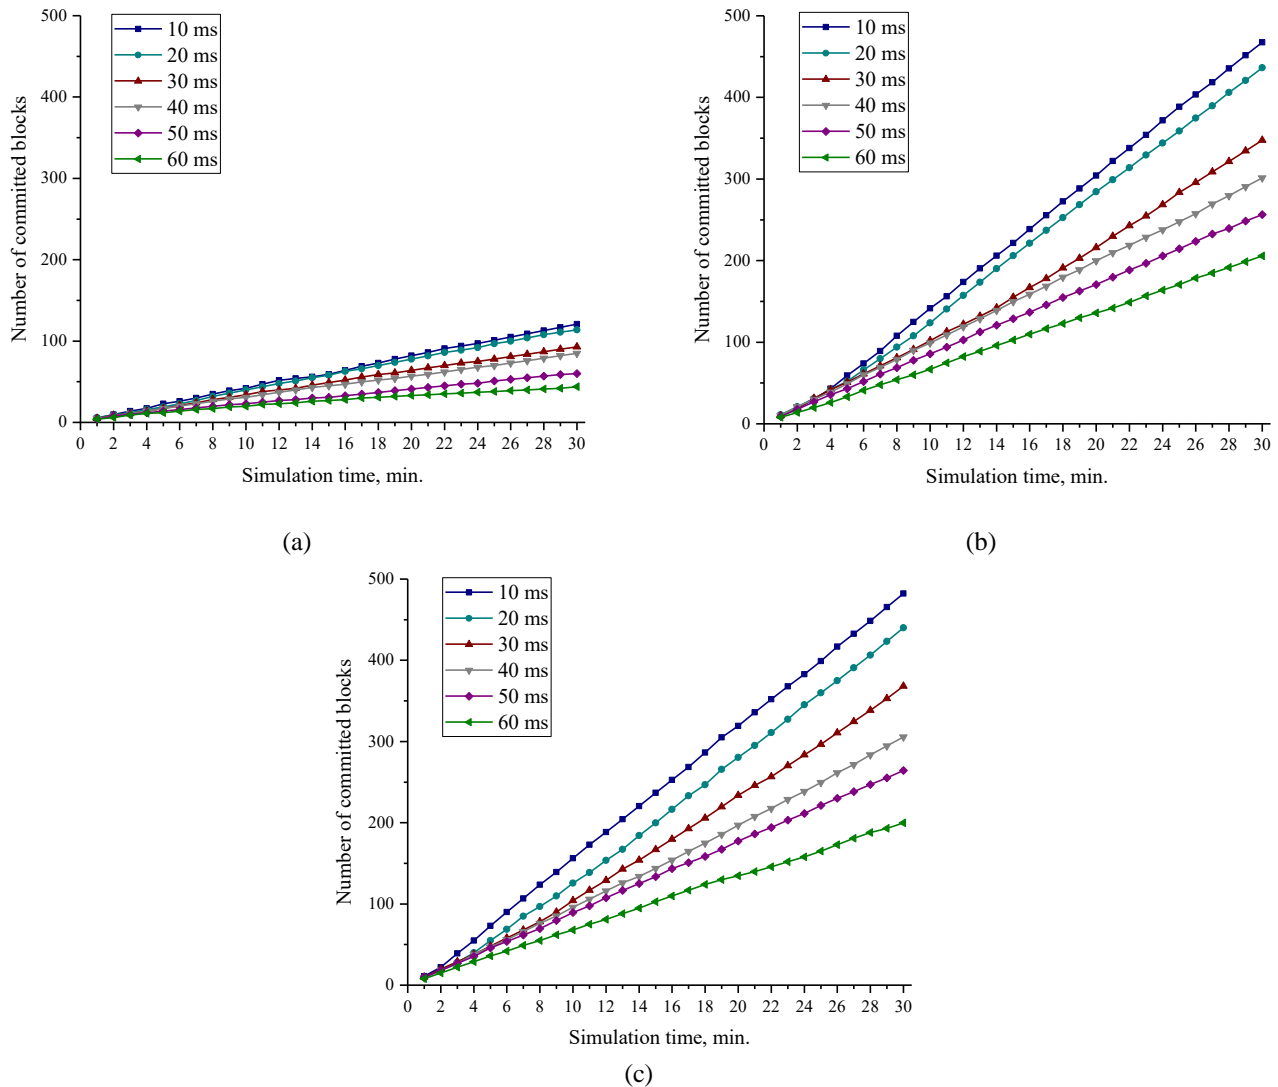 500
400
300
200
100
0
Number of committed blocks
10 ms
20 ms
30 ms
40 ms
50 ms
60 ms
0 2 4 6 8 10 12 14 16 18 20 22 24 26 28 30
Simulation time, min.
(a)
500
400
300
200
100
0
Number of committed blocks
10 ms
20 ms
30 ms
40 ms
50 ms
60 ms
0 2 4 6 8 10 12 14 16 18 20 22 24 26 28 30
Simulation time, min.
(b)
500
400
300
200
100
0
Number of committed blocks
10 ms
20 ms
30 ms
40 ms
50 ms
60 ms
0 2 4 6 8 10 12 14 16 18 20 22 24 26 28 30
Simulation time, min.
(c)